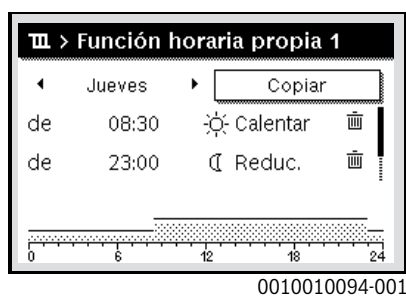 > Función horaria propia 1
Jueves Copiar
de 08:30 Calentar
de 23:00 Reduc.
0 6 12 18 24
0010010094-001